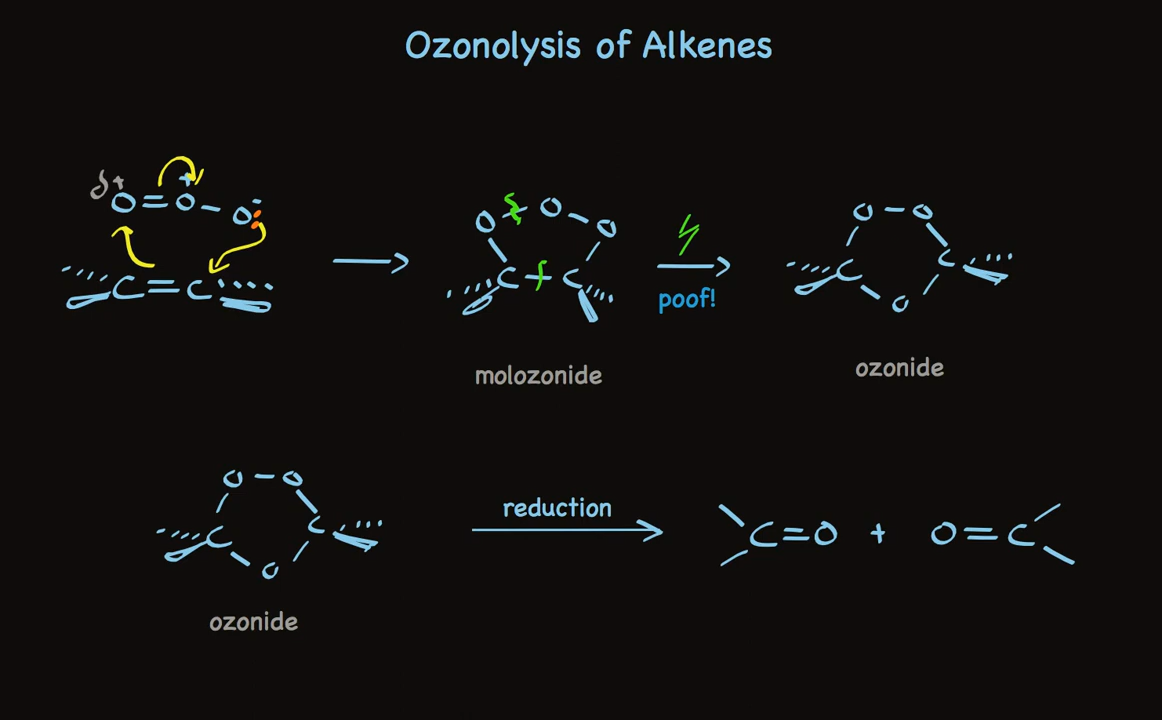 Ozonolysis of Alkenes
δ+
O = O+ – O:
C = C
O O O
C C
poof!
O – O
C C
O
molozonide
ozonide
O – O
C C
O
reduction
C=O + O=C
ozonide